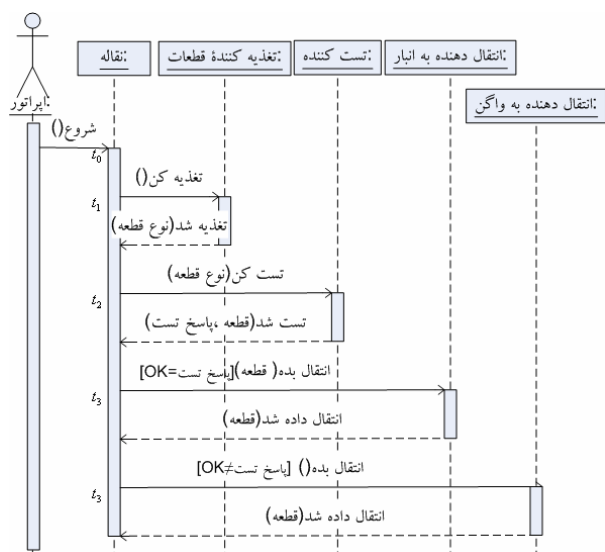 نقاله:
تغذیه کنندۀ قطعات:
تست کننده:
انتقال دهنده به انبار:
انتقال دهنده به واگن:
اپراتور:
شروع()
t0
تغذیه کن()
t1
تغذیه شد(نوع قطعه)
تست کن(نوع قطعه)
t2
تست شد(قطعه ،پاسخ تست)
انتقال بده( قطعه)[پاسخ تست=OK]
t3
انتقال داده شد(قطعه)
انتقال بده() [پاسخ تست≠OK]
t3
انتقال داده شد(قطعه)